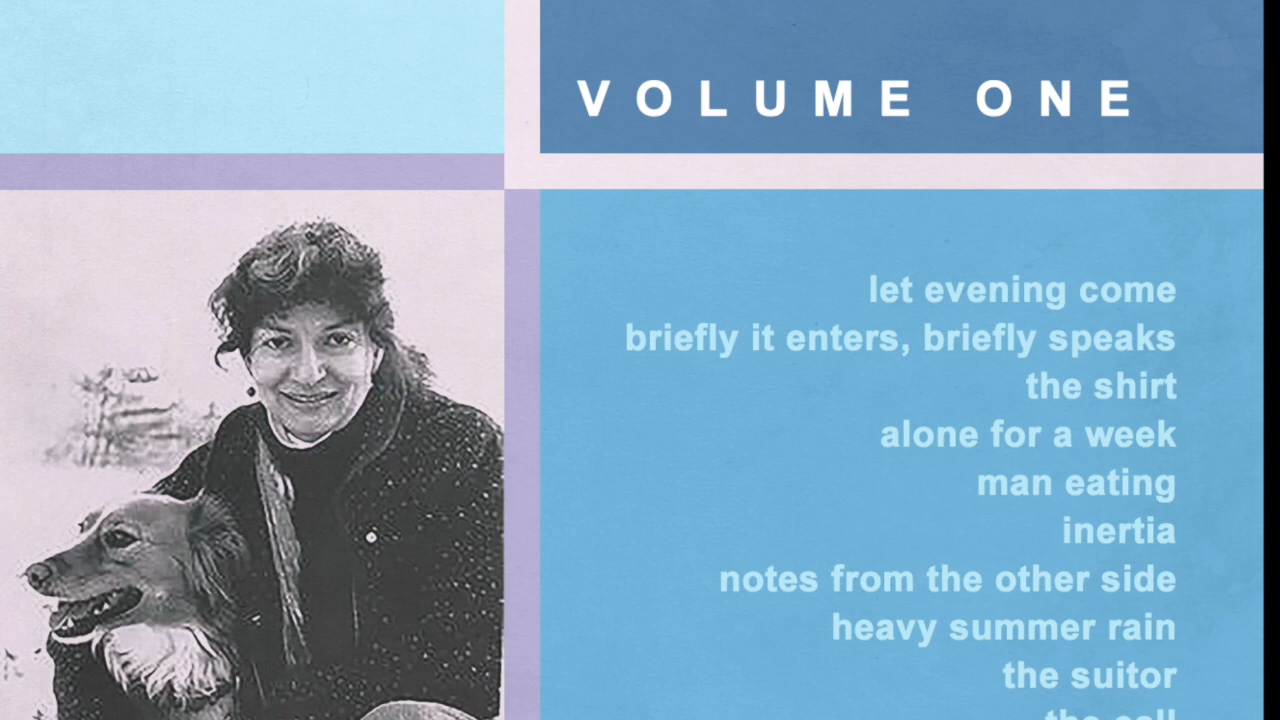 VOLUME ONE
let evening come
briefly it enters, briefly speaks
the shirt
alone for a week
man eating
inertia
notes from the other side
heavy summer rain
the suitor